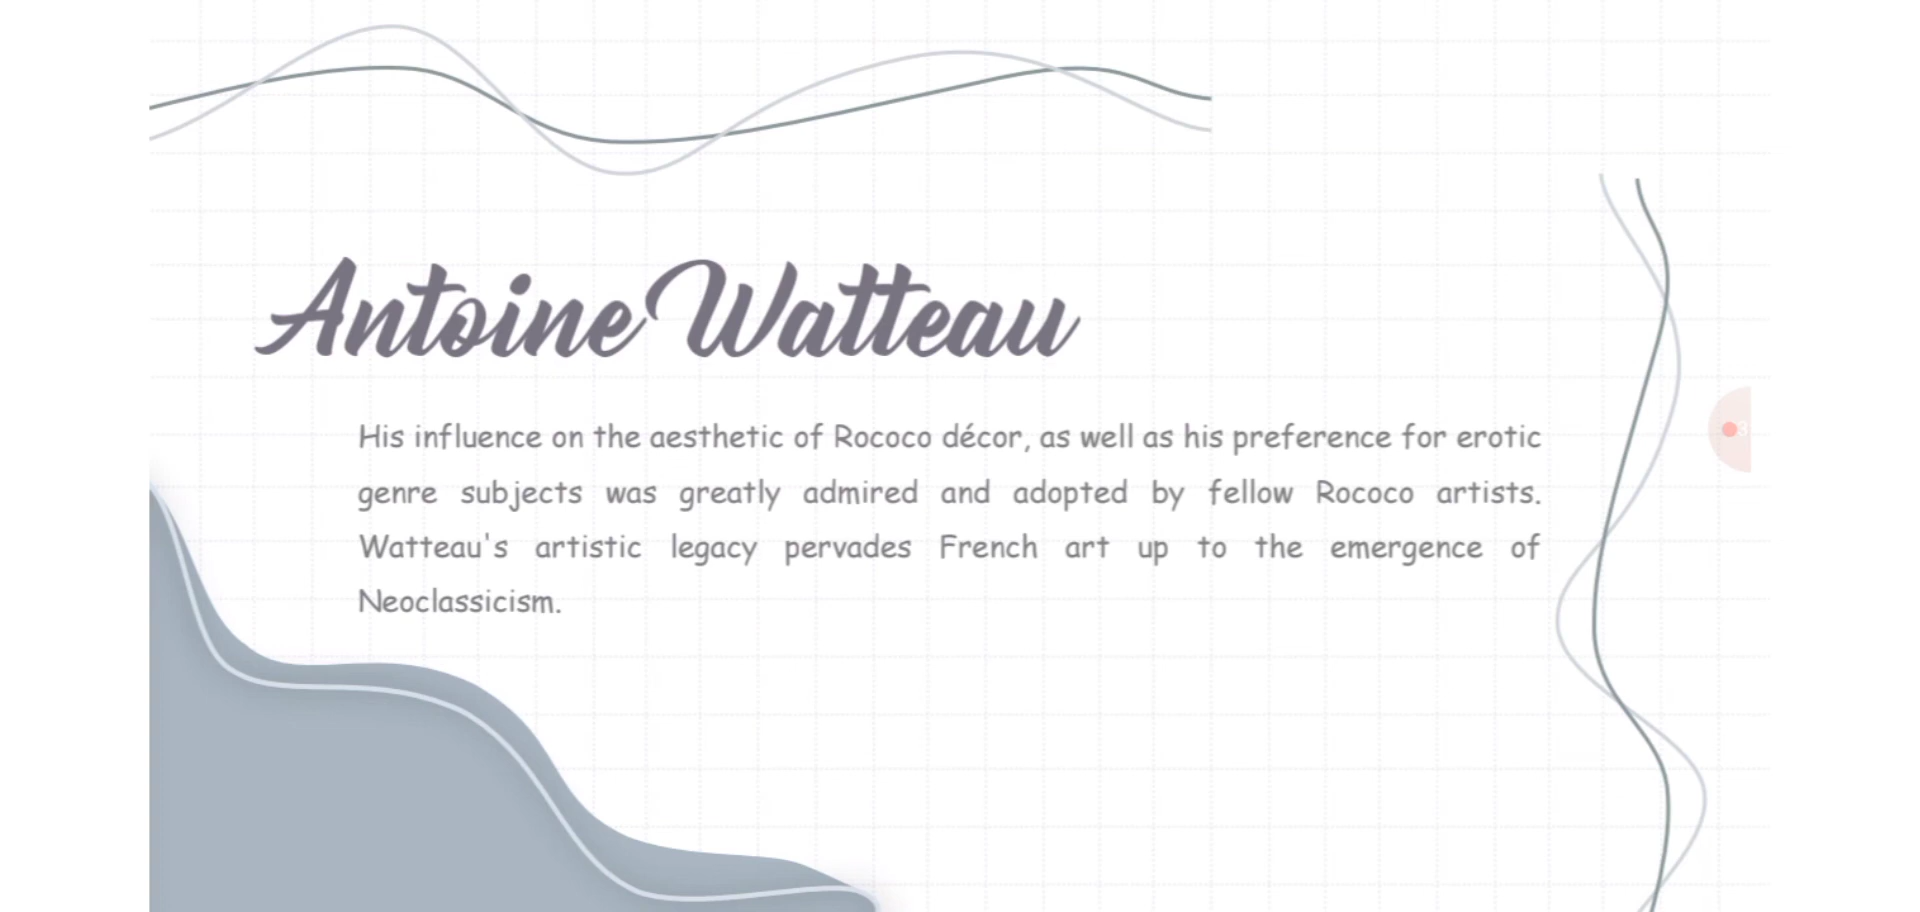 Antoine Watteau
His influence on the aesthetic of Rococo décor, as well as his preference for erotic
genre subjects was greatly admired and adopted by fellow Rococo artists.
Watteau's artistic legacy pervades French art up to the emergence of
Neoclassicism.